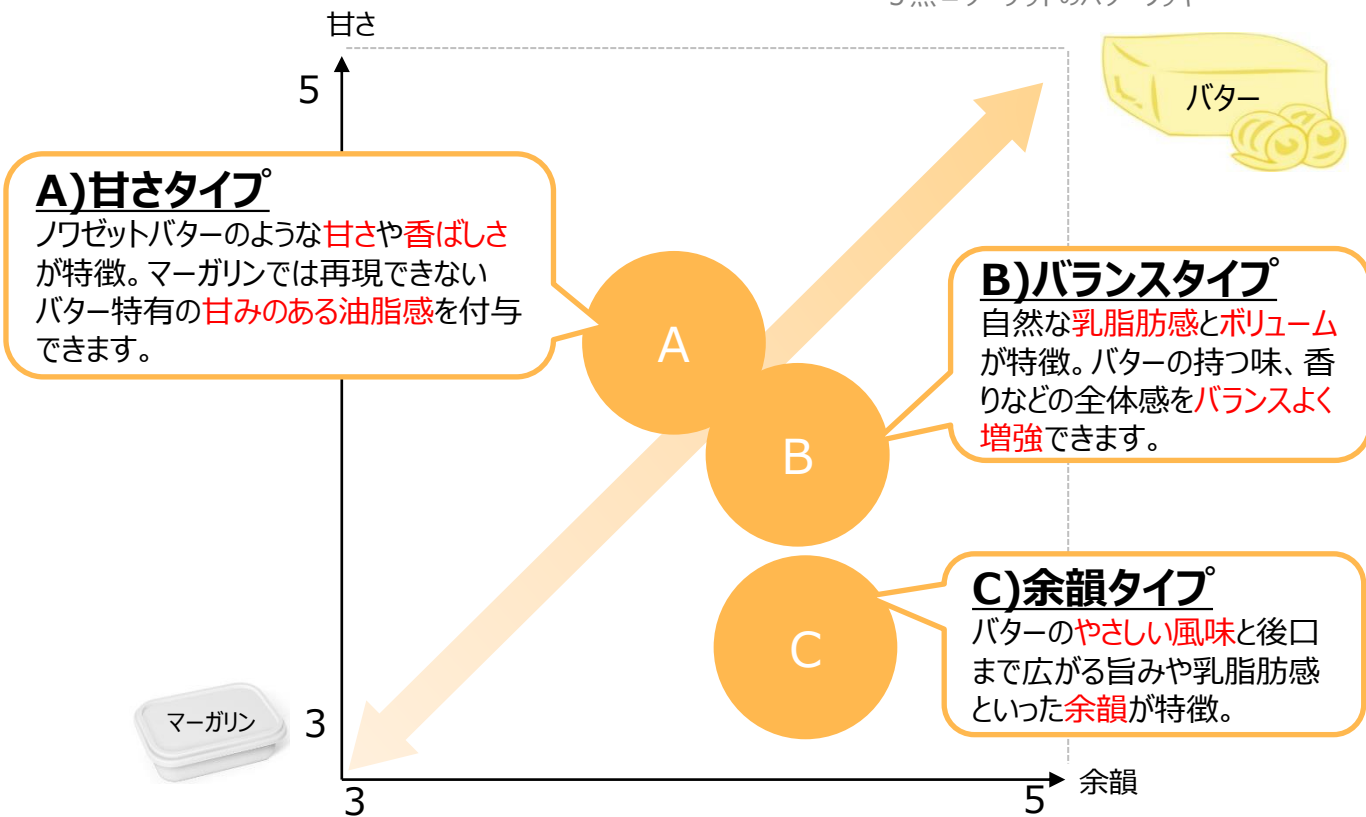 甘さ
5
バター
A)甘さタイプ
ノワゼットバターのような甘さや香ばしさ
が特徴。マーガリンでは再現できない
バター特有の甘みのある油脂感を付与
できます。
A
B)バランスタイプ
自然な乳脂肪感とボリューム
が特徴。バターの持つ味、香
りなどの全体感をバランスよく
増強できます。
B
C)余韻タイプ
バターのやさしい風味と後口
まで広がる旨みや乳脂肪感
といった余韻が特徴。
C
マーガリン
3
3
5
余韻